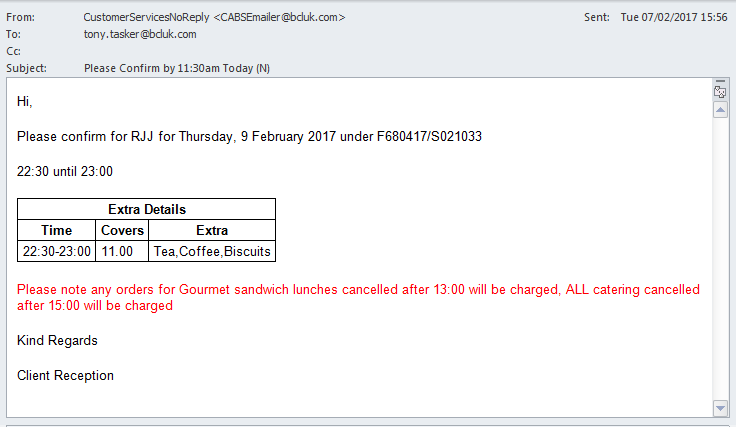 From: CustomerServicesNoReply <CABSEmailer@bcluk.com> Sent: Tue 07/02/2017 15:56
To: tony.tasker@bcluk.com
Cc:
Subject: Please Confirm by 11:30am Today (N)
Hi,
Please confirm for RJJ for Thursday, 9 February 2017 under F680417/S021033
22:30 until 23:00
Extra Details
Time Covers Extra
22:30-23:00 11.00 Tea,Coffee,Biscuits
Please note any orders for Gourmet sandwich lunches cancelled after 13:00 will be charged, ALL catering cancelled
after 15:00 will be charged
Kind Regards
Client Reception